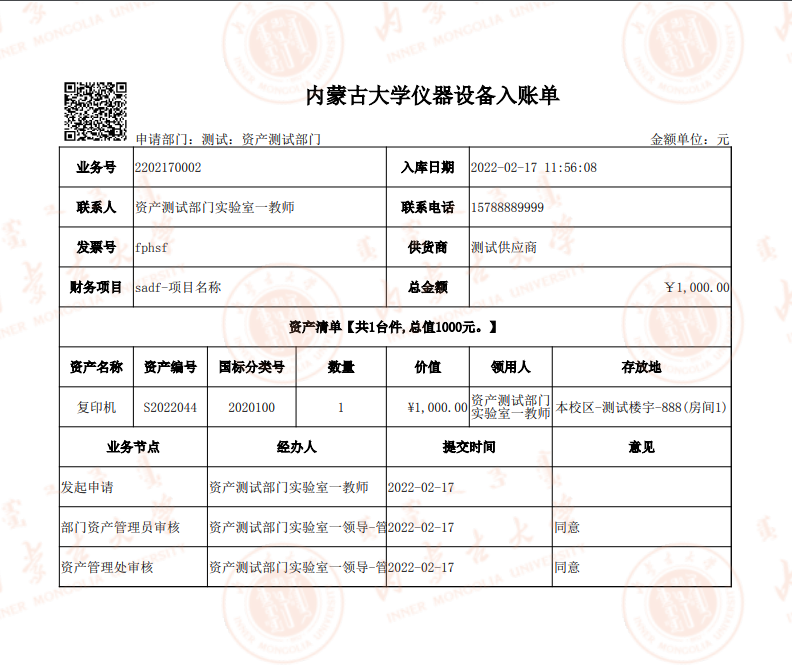 内蒙古大学仪器设备入账单
申请部门：测试：资产测试部门 金额单位：元
业务号 2202170002 入库日期 2022-02-17 11:56:08
联系人 资产测试部门实验室一教师 联系电话 15788889999
发票号 fphsf 供货商 测试供应商
财务项目 sadf-项目名称 总金额 ￥1,000.00
资产清单【共1台件,总值1000元。】
资产名称 资产编号 国标分类号 数量 价值 领用人 存放地
复印机 S2022044 2020100 1 ¥1,000.00 资产测试部门实验室一教师 本校区-测试楼宇-888(房间1)
业务节点 经办人 提交时间 意见
发起申请 资产测试部门实验室一教师 2022-02-17
部门资产管理员审核 资产测试部门实验室一领导-管 2022-02-17 同意
资产管理处审核 资产测试部门实验室一领导-管 2022-02-17 同意